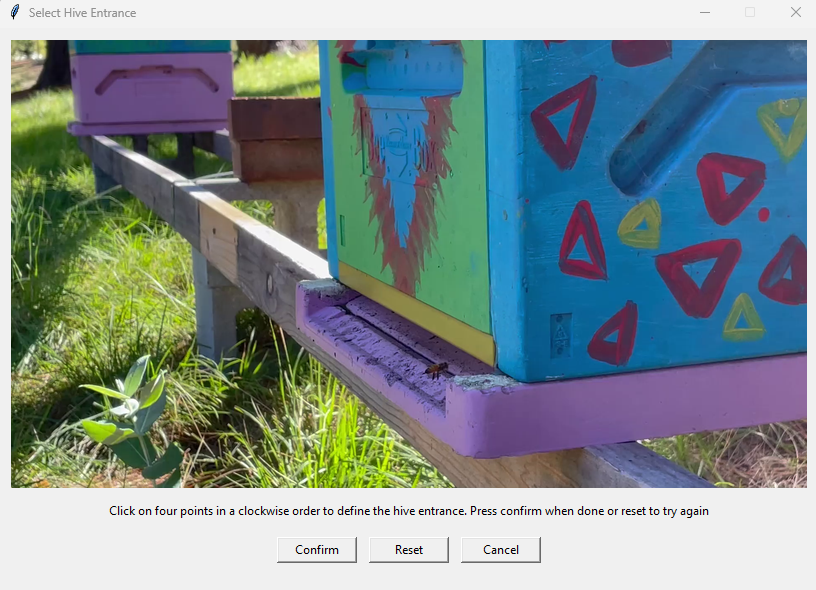 Select Hive Entrance
Click on four points in a clockwise order to define the hive entrance. Press confirm when done or reset to try again
Confirm Reset Cancel